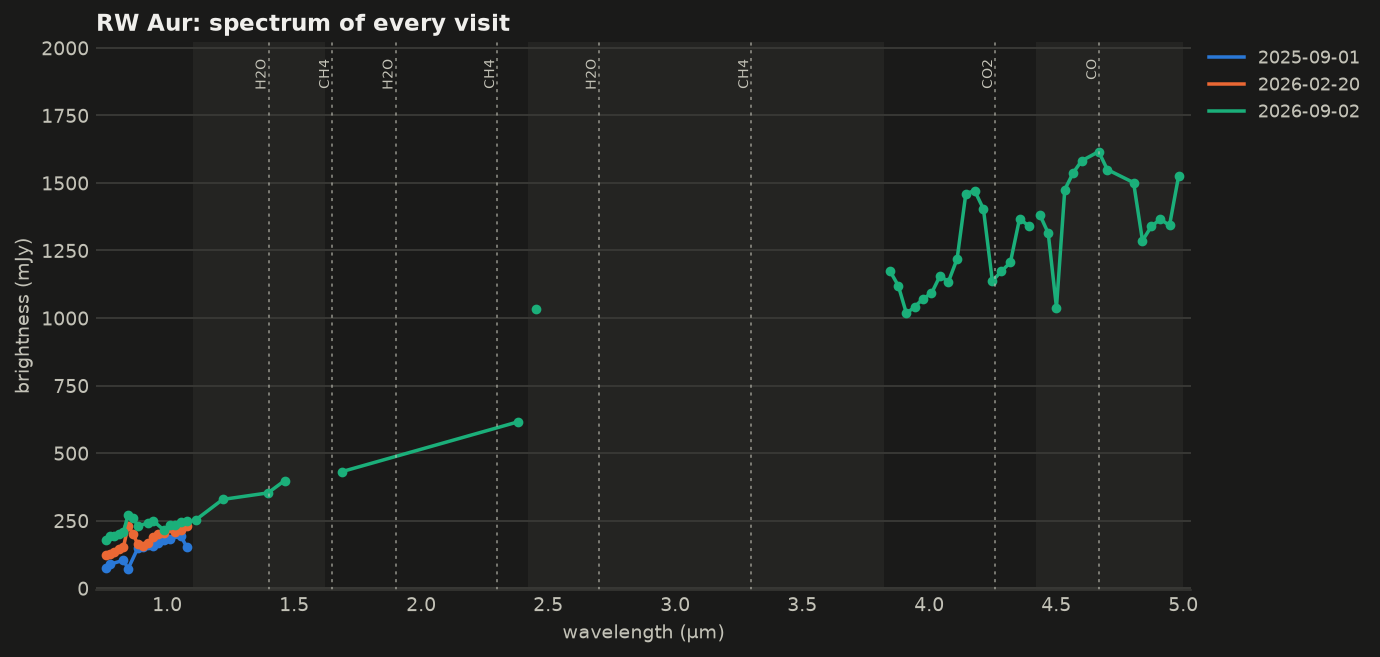 RW Aur: spectrum of every visit
2000
1750
1500
1250
1000
750
500
250
0
brightness (mJy)
H2O
CH4
H2O
CH4
H2O
CH4
CO2
CO
1.0 1.5 2.0 2.5 3.0 3.5 4.0 4.5 5.0
wavelength (µm)
2025-09-01
2026-02-20
2026-09-02